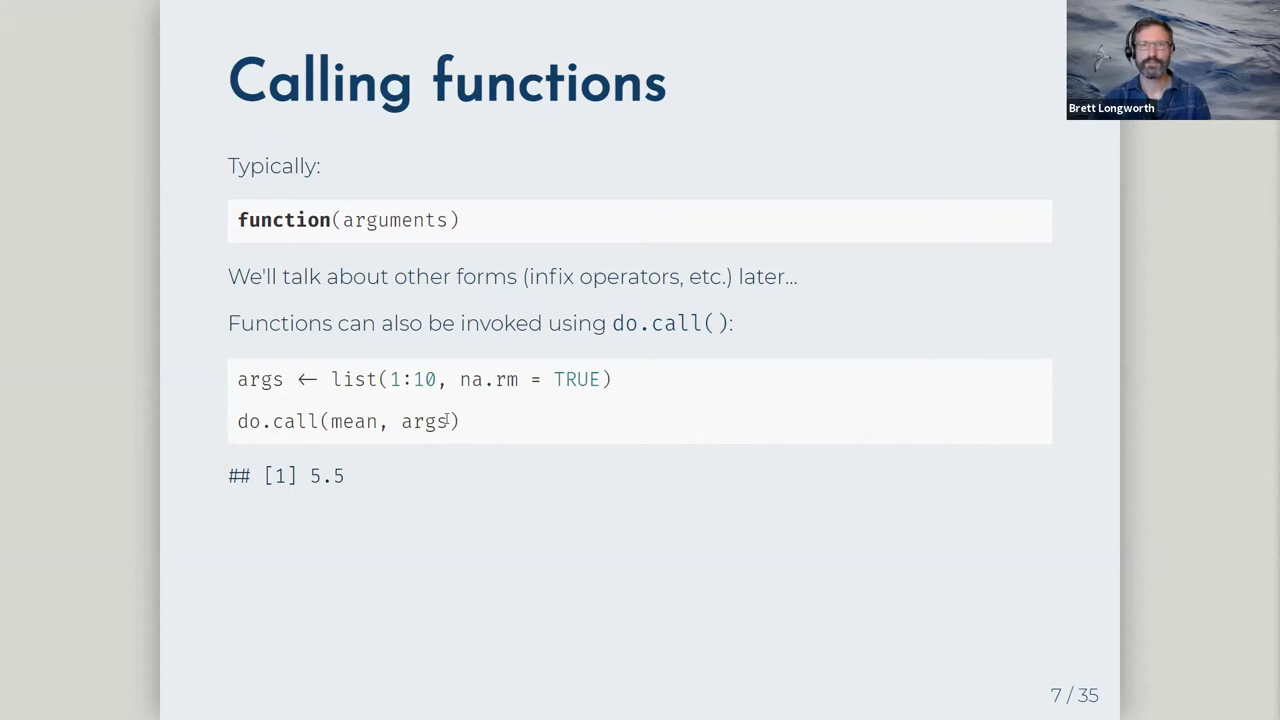 Calling functions
Brett Longworth
Typically:
function(arguments)
We'll talk about other forms (infix operators, etc.) later...
Functions can also be invoked using do.call():
args ← list(1:10, na.rm = TRUE)
do.call(mean, args)
## [1] 5.5
7 / 35